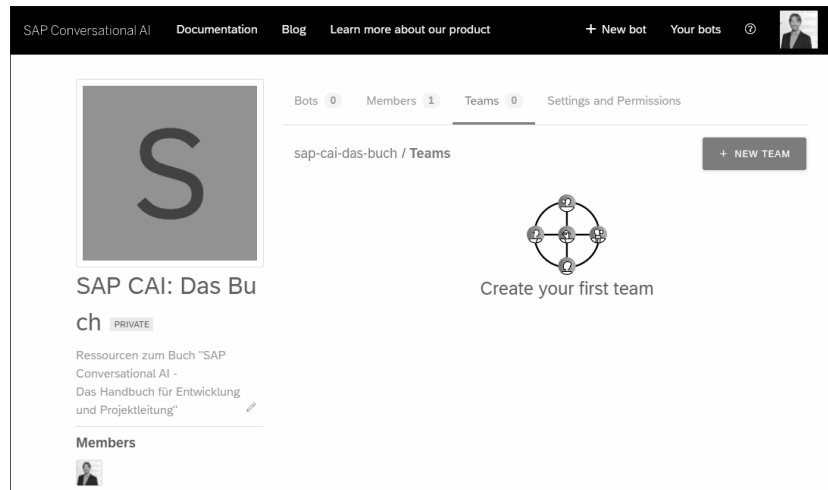 SAP Conversational AI Documentation Blog Learn more about our product + New bot Your bots ?
Bots 0 Members 1 Teams 0 Settings and Permissions
sap-cai-das-buch / Teams + NEW TEAM
S
Create your first team
SAP CAI: Das Bu
ch PRIVATE
Ressourcen zum Buch "SAP
Conversational AI -
Das Handbuch für Entwicklung
und Projektleitung"
Members